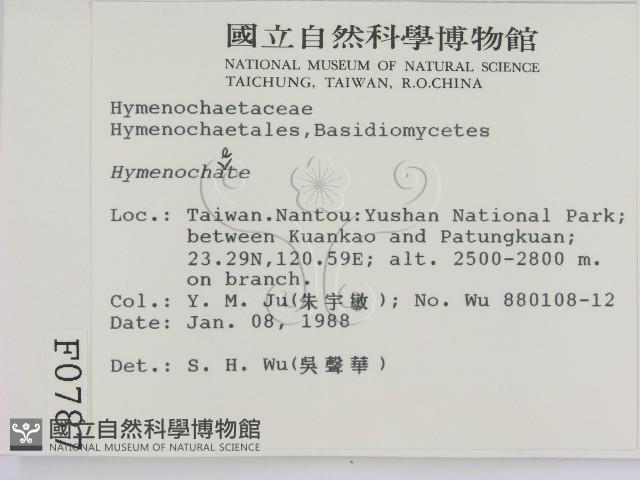 國立自然科學博物館
NATIONAL MUSEUM OF NATURAL SCIENCE
TAICHUNG, TAIWAN, R.O.CHINA
Hymenochaetaceae
Hymenochaetales,Basidiomycetes
Hymenochaete
Loc.: Taiwan.Nantou:Yushan National Park;
between Kuankao and Patungkuan;
23.29N,120.59E; alt. 2500-2800 m.
on branch.
Col.: Y. M. Ju(朱宇敏); No. Wu 880108-12
Date: Jan. 08, 1988
Det.: S. H. Wu(吳聲華)
F0787
國立自然科學博物館
NATIONAL MUSEUM OF NATURAL SCIENCE